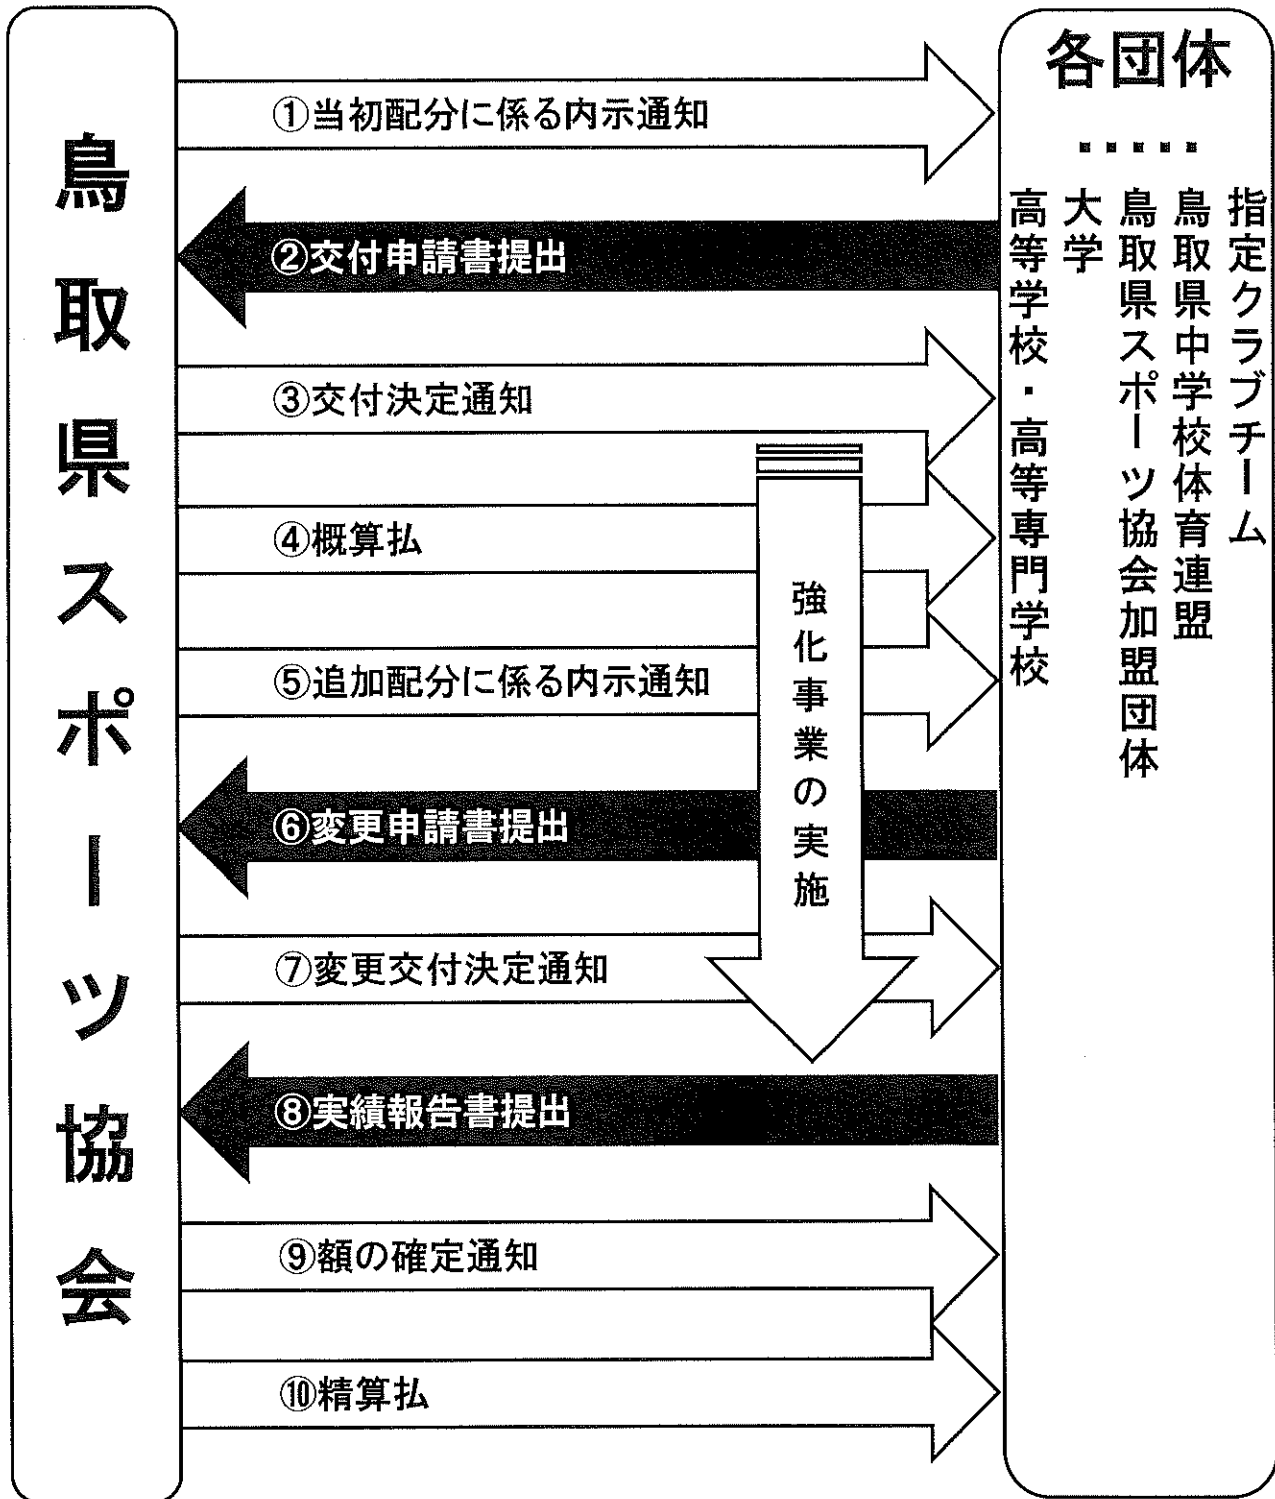 鳥取県スポーツ協会
①当初配分に係る内示通知
②交付申請書提出
③交付決定通知
④概算払
⑤追加配分に係る内示通知
⑥変更申請書提出
⑦変更交付決定通知
⑧実績報告書提出
⑨額の確定通知
⑩精算払
強化事業の実施
各団体
指定クラブチーム
鳥取県中学校体育連盟
鳥取県スポーツ協会加盟団体
大学
高等学校・高等専門学校